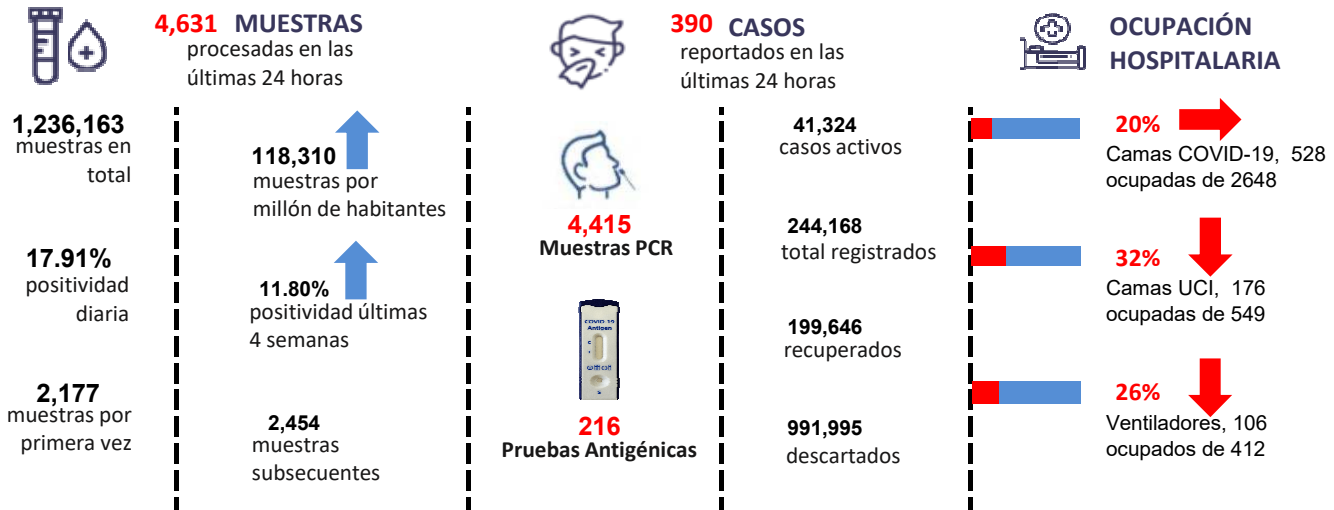 4,631 MUESTRAS
procesadas en las
últimas 24 horas
1,236,163
muestras en
total
17.91%
positividad
diaria
2,177
muestras por
primera vez
118,310
muestras por
millón de habitantes
11.80%
positividad últimas
4 semanas
2,454
muestras
subsecuentes
390 CASOS
reportados en las
últimas 24 horas
4,415
Muestras PCR
COVID-19
Antigen
216
Pruebas Antigénicas
41,324
casos activos
244,168
total registrados
199,646
recuperados
991,995
descartados
OCUPACIÓN
HOSPITALARIA
20%
Camas COVID-19, 528
ocupadas de 2648
32%
Camas UCI, 176
ocupadas de 549
26%
Ventiladores, 106
ocupados de 412